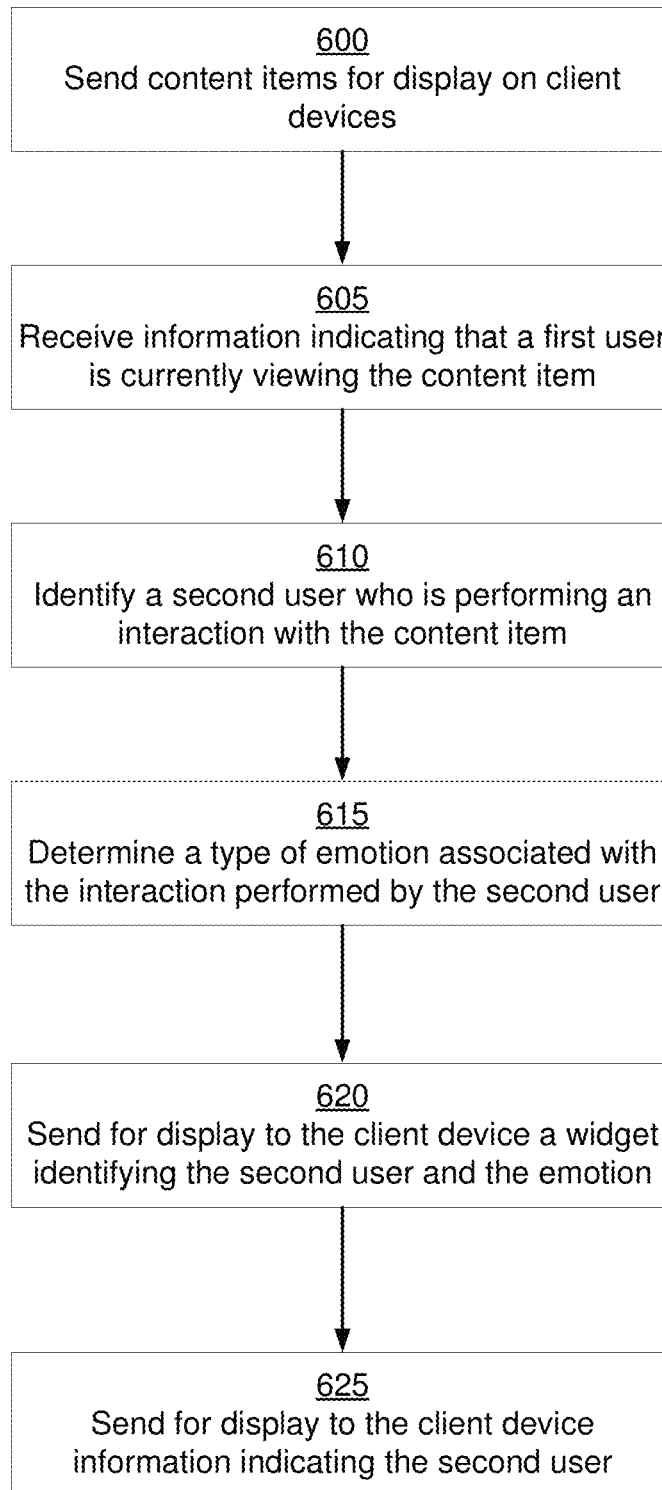 600
Send content items for display on client
devices
605
Receive information indicating that a first user
is currently viewing the content item
610
Identify a second user who is performing an
interaction with the content item
615
Determine a type of emotion associated with
the interaction performed by the second user
620
Send for display to the client device a widget
identifying the second user and the emotion
625
Send for display to the client device
information indicating the second user